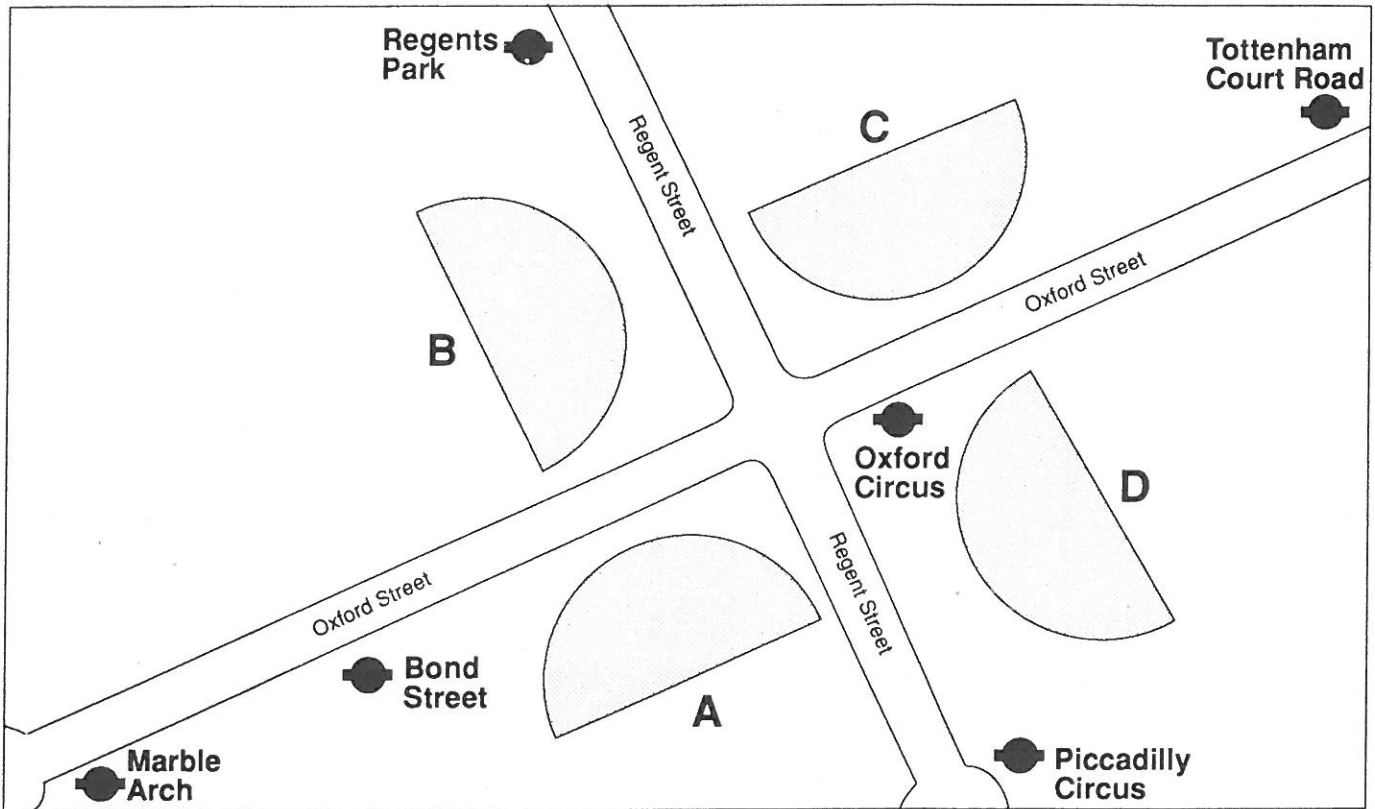 Regents
Park
Tottenham
Court Road
C
Regent Street
Oxford Street
B
Oxford
Circus
D
Regent Street
Oxford Street
Bond
Street
A
Marble
Arch
Piccadilly
Circus